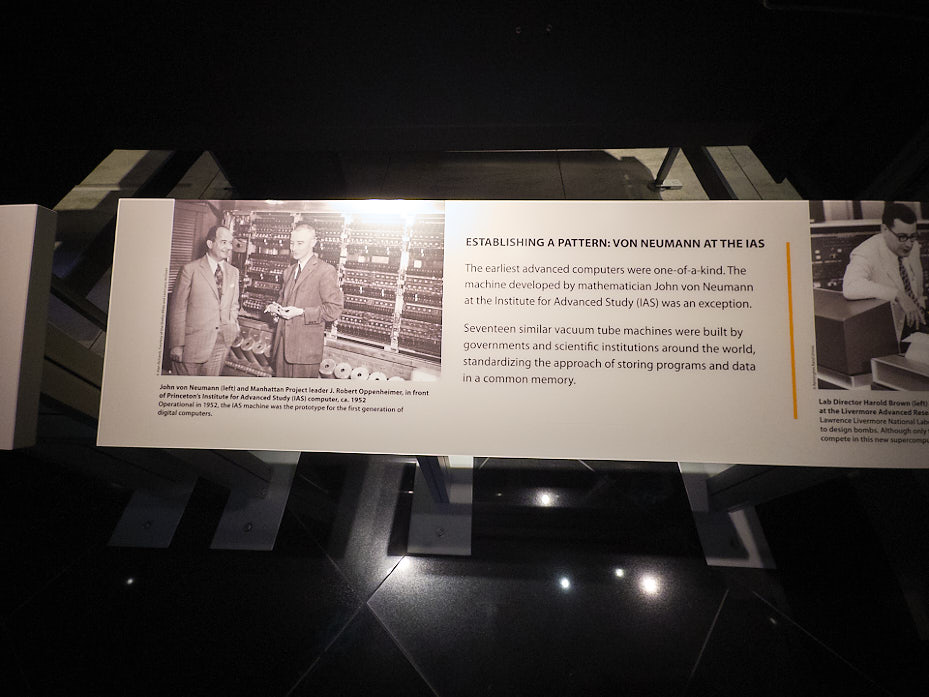 ESTABLISHING A PATTERN: VON NEUMANN AT THE IAS
The earliest advanced computers were one-of-a-kind. The
machine developed by mathematician John von Neumann
at the Institute for Advanced Study (IAS) was an exception.
Seventeen similar vacuum tube machines were built by
governments and scientific institutions around the world,
standardizing the approach of storing programs and data
in a common memory.
John von Neumann (left) and Manhattan Project leader J. Robert Oppenheimer, in front
of Princeton's Institute for Advanced Study (IAS) computer, ca. 1952
Operational in 1952, the IAS machine was the prototype for the first generation of
digital computers.
Lab Director Harold Brown (left)
at the Livermore Advanced Rese
Lawrence Livermore National Lab
to design bombs. Although only
compete in this new supercompu